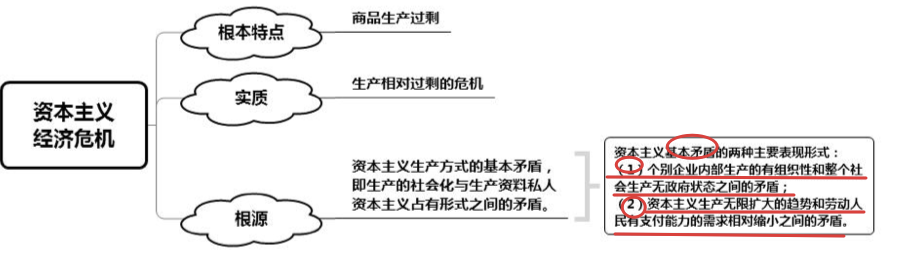 资本主义
经济危机
根本特点
商品生产过剩
实质
生产相对过剩的危机
根源
资本主义生产方式的基本矛盾，
即生产的社会化与生产资料私人
资本主义占有形式之间的矛盾。
资本主义基本矛盾的两种主要表现形式：
（1）个别企业内部生产的有组织性和整个社
会生产无政府状态之间的矛盾；
（2）资本主义生产无限扩大的趋势和劳动人
民有支付能力的需求相对缩小之间的矛盾。